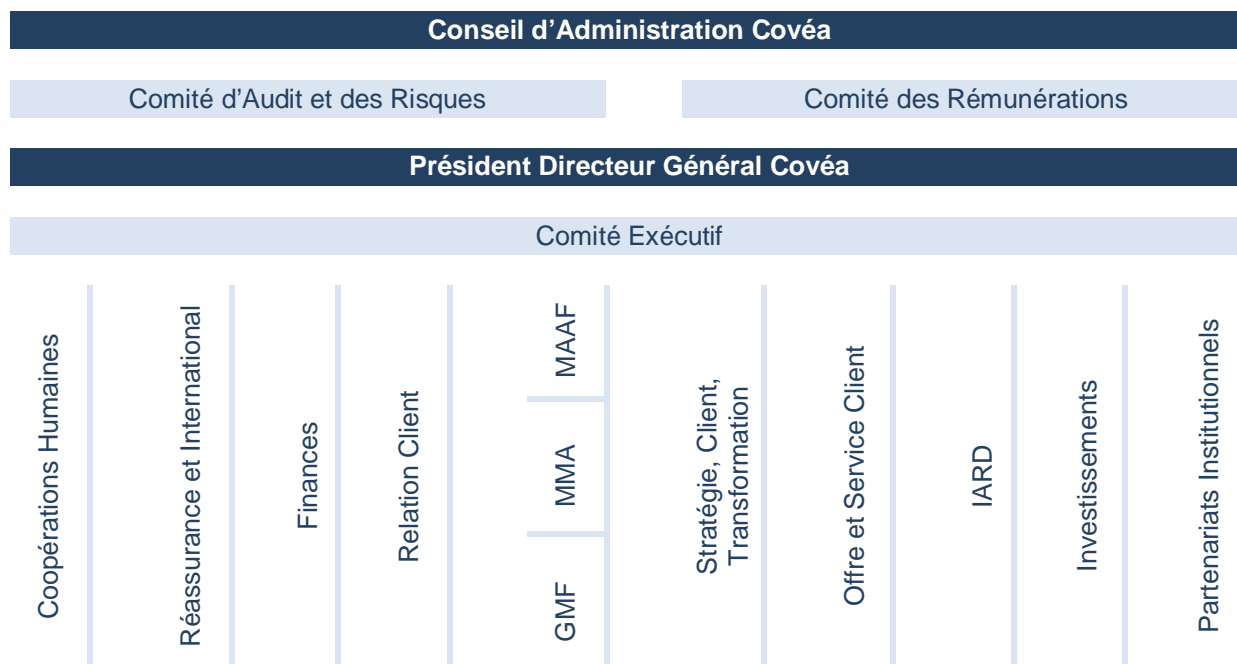 Conseil d’Administration Covéa
Comité d’Audit et des Risques
Comité des Rémunérations
Président Directeur Général Covéa
Comité Exécutif
Coopérations Humaines
Réassurance et International
Finances
Relation Client
MAAF
MMA
GMF
Stratégie, Client,
Transformation
Offre et Service Client
IARD
Investissements
Partenariats Institutionnels